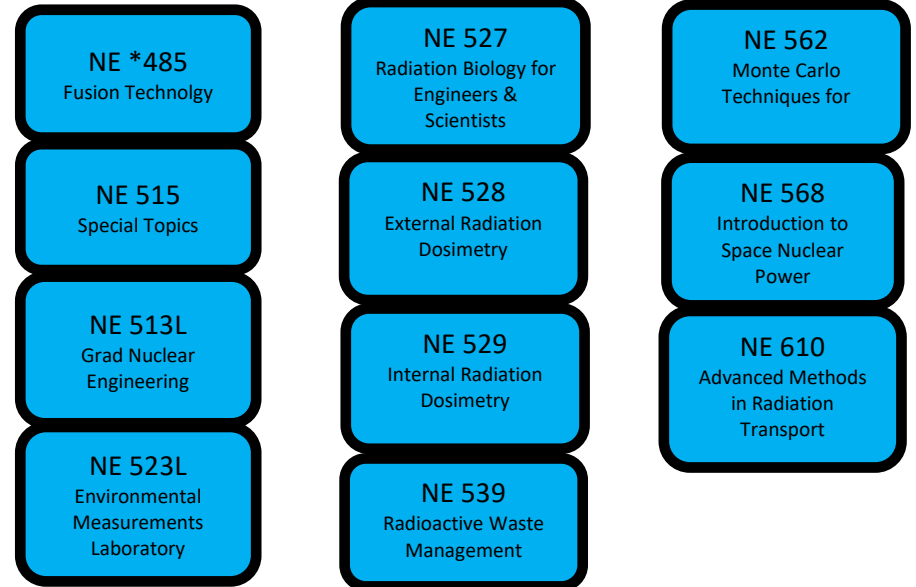 NE *485
Fusion Technolgy
NE 515
Special Topics
NE 513L
Grad Nuclear
Engineering
NE 523L
Environmental
Measurements
Laboratory
NE 527
Radiation Biology for
Engineers &
Scientists
NE 528
External Radiation
Dosimetry
NE 529
Internal Radiation
Dosimetry
NE 539
Radioactive Waste
Management
NE 562
Monte Carlo
Techniques for
NE 568
Introduction to
Space Nuclear
Power
NE 610
Advanced Methods
in Radiation
Transport